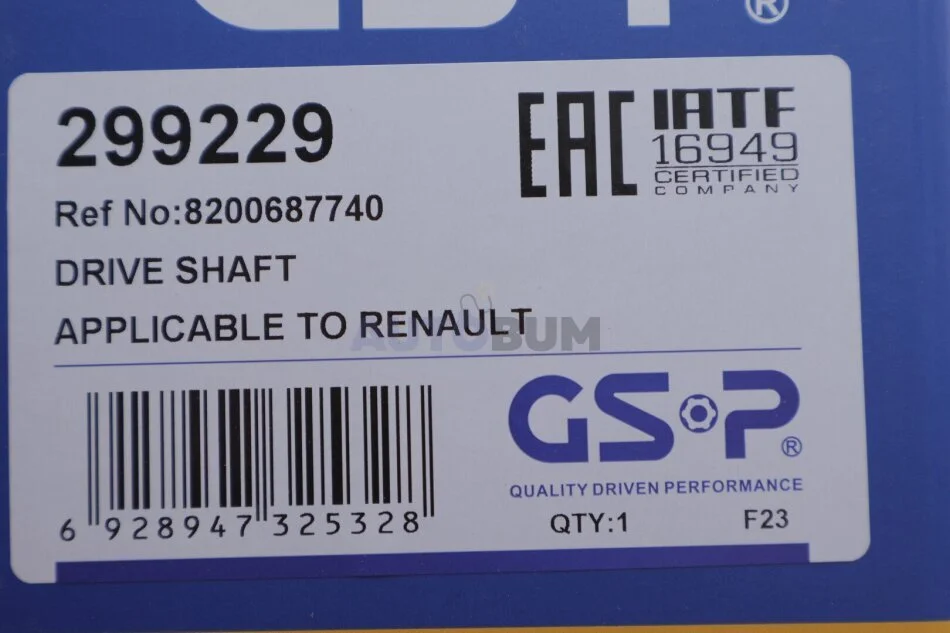 GSP®
299229
EAC
IATF
16949
CERTIFIED
COMPANY
Ref No:8200687740
DRIVE SHAFT
APPLICABLE TO RENAULT
AUTOBUM
GSP®
QUALITY DRIVEN PERFORMANCE
6 928947 325328
QTY:1
F23